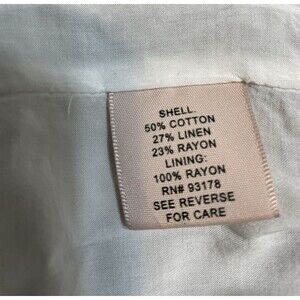 SHELL:
50% COTTON
27% LINEN
23% RAYON
LINING:
100% RAYON
RN# 93178
SEE REVERSE
FOR CARE